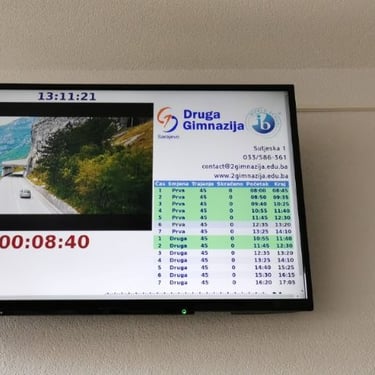 13:11:21
Druga
Gimnazija
Sarajevo
Sutjeska 1
033/586-361
contact@2gimnazija.edu.ba
www.2gimnazija.edu.ba
Čas Smjena Trajanje Skraćeno Početak Kraj
1 Prva 45 0 08:00 08:45
2 Prva 45 0 08:50 09:35
3 Prva 45 0 09:40 10:25
4 Prva 45 0 10:55 11:40
5 Prva 45 0 11:45 12:30
6 Prva 45 0 12:35 13:20
7 Prva 45 0 13:25 14:10
1 Druga 45 0 10:55 11:40
2 Druga 45 0 11:45 12:30
3 Druga 45 0 12:35 13:20
4 Druga 45 0 13:25 14:10
5 Druga 45 0 14:40 15:25
6 Druga 45 0 15:30 16:15
7 Druga 45 0 16:20 17:05
00:08:40